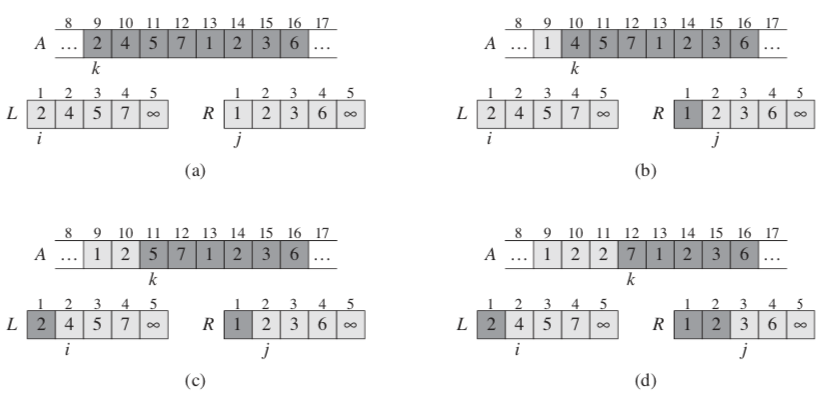 8 9 10 11 12 13 14 15 16 17
A … 2 4 5 7 1 2 3 6 …
k
1 2 3 4 5
L 2 4 5 7 ∞
i
1 2 3 4 5
R 1 2 3 6 ∞
j
(a)
8 9 10 11 12 13 14 15 16 17
A … 1 4 5 7 1 2 3 6 …
k
1 2 3 4 5
L 2 4 5 7 ∞
i
1 2 3 4 5
R 1 2 3 6 ∞
j
(b)
8 9 10 11 12 13 14 15 16 17
A … 1 2 5 7 1 2 3 6 …
k
1 2 3 4 5
L 2 4 5 7 ∞
i
1 2 3 4 5
R 1 2 3 6 ∞
j
(c)
8 9 10 11 12 13 14 15 16 17
A … 1 2 2 7 1 2 3 6 …
k
1 2 3 4 5
L 2 4 5 7 ∞
i
1 2 3 4 5
R 1 2 3 6 ∞
j
(d)